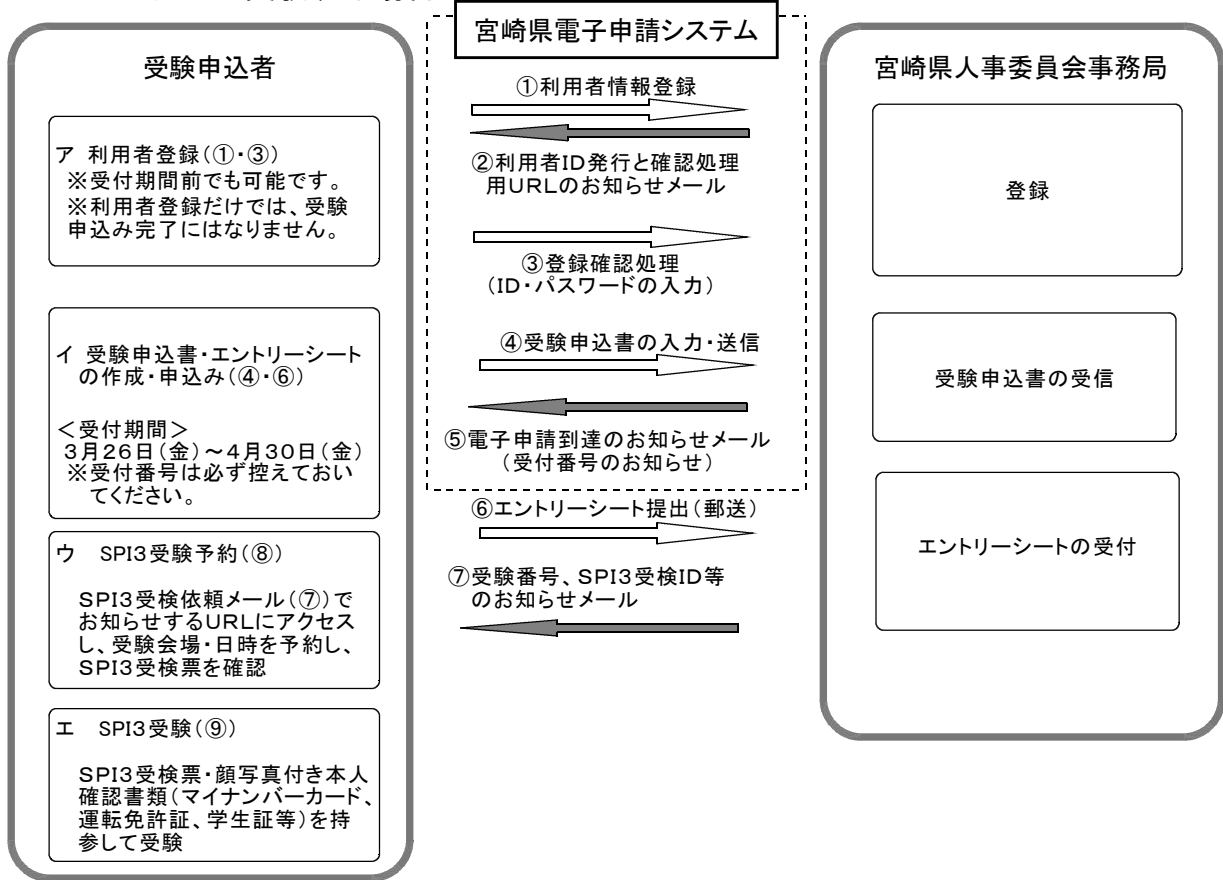 受験申込者
ア 利用者登録(①・③)
※受付期間前でも可能です。
※利用者登録だけでは、受験
申込み完了にはなりません。
イ 受験申込書・エントリーシート
の作成・申込み(④・⑥)
＜受付期間＞
3月26日(金)～4月30日(金)
※受付番号は必ず控えておい
てください。
ウ SPI3受験予約(⑧)
SPI3受検依頼メール(⑦)で
お知らせするURLにアクセス
し、受験会場・日時を予約し、
SPI3受検票を確認
エ SPI3受験(⑨)
SPI3受検票・顔写真付き本人
確認書類(マイナンバーカード、
運転免許証、学生証等)を持
参して受験
宮崎県電子申請システム
①利用者情報登録
②利用者ID発行と確認処理
用URLのお知らせメール
③登録確認処理
(ID・パスワードの入力)
④受験申込書の入力・送信
⑤電子申請到達のお知らせメール
(受付番号のお知らせ)
⑥エントリーシート提出(郵送)
⑦受験番号、SPI3受検ID等
のお知らせメール
宮崎県人事委員会事務局
登録
受験申込書の受信
エントリーシートの受付